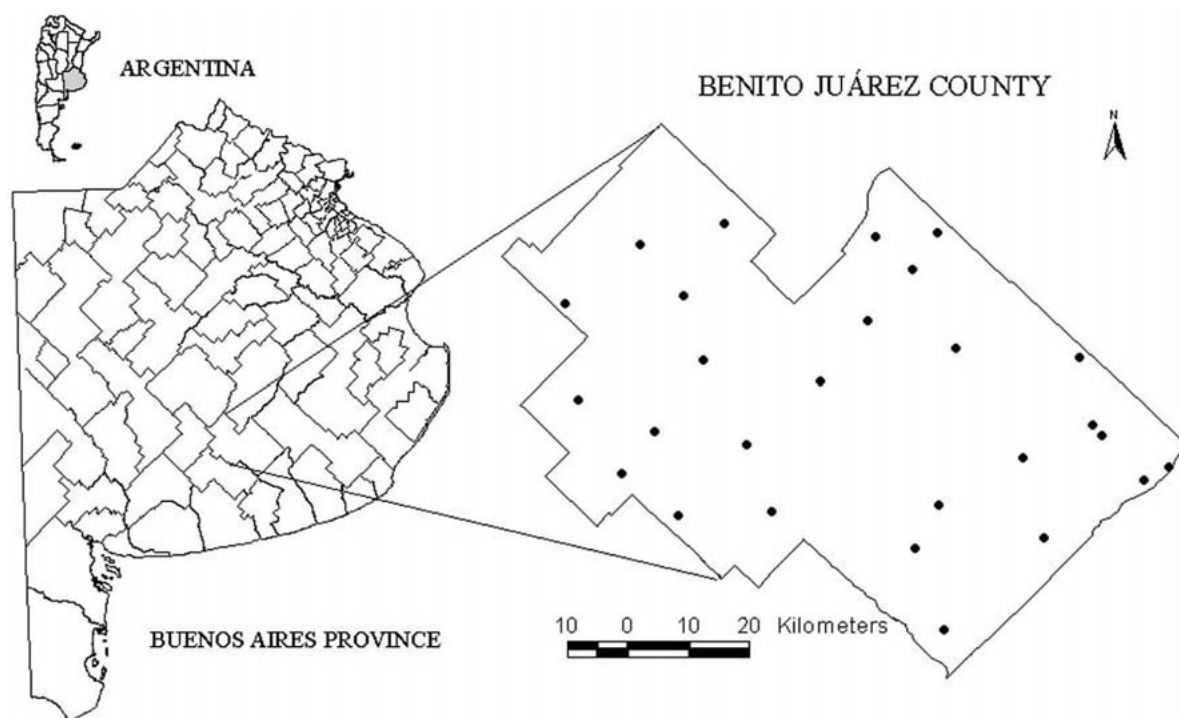 ARGENTINA
BENITO JUÁREZ COUNTY
N
BUENOS AIRES PROVINCE
10 0 10 20 Kilometers